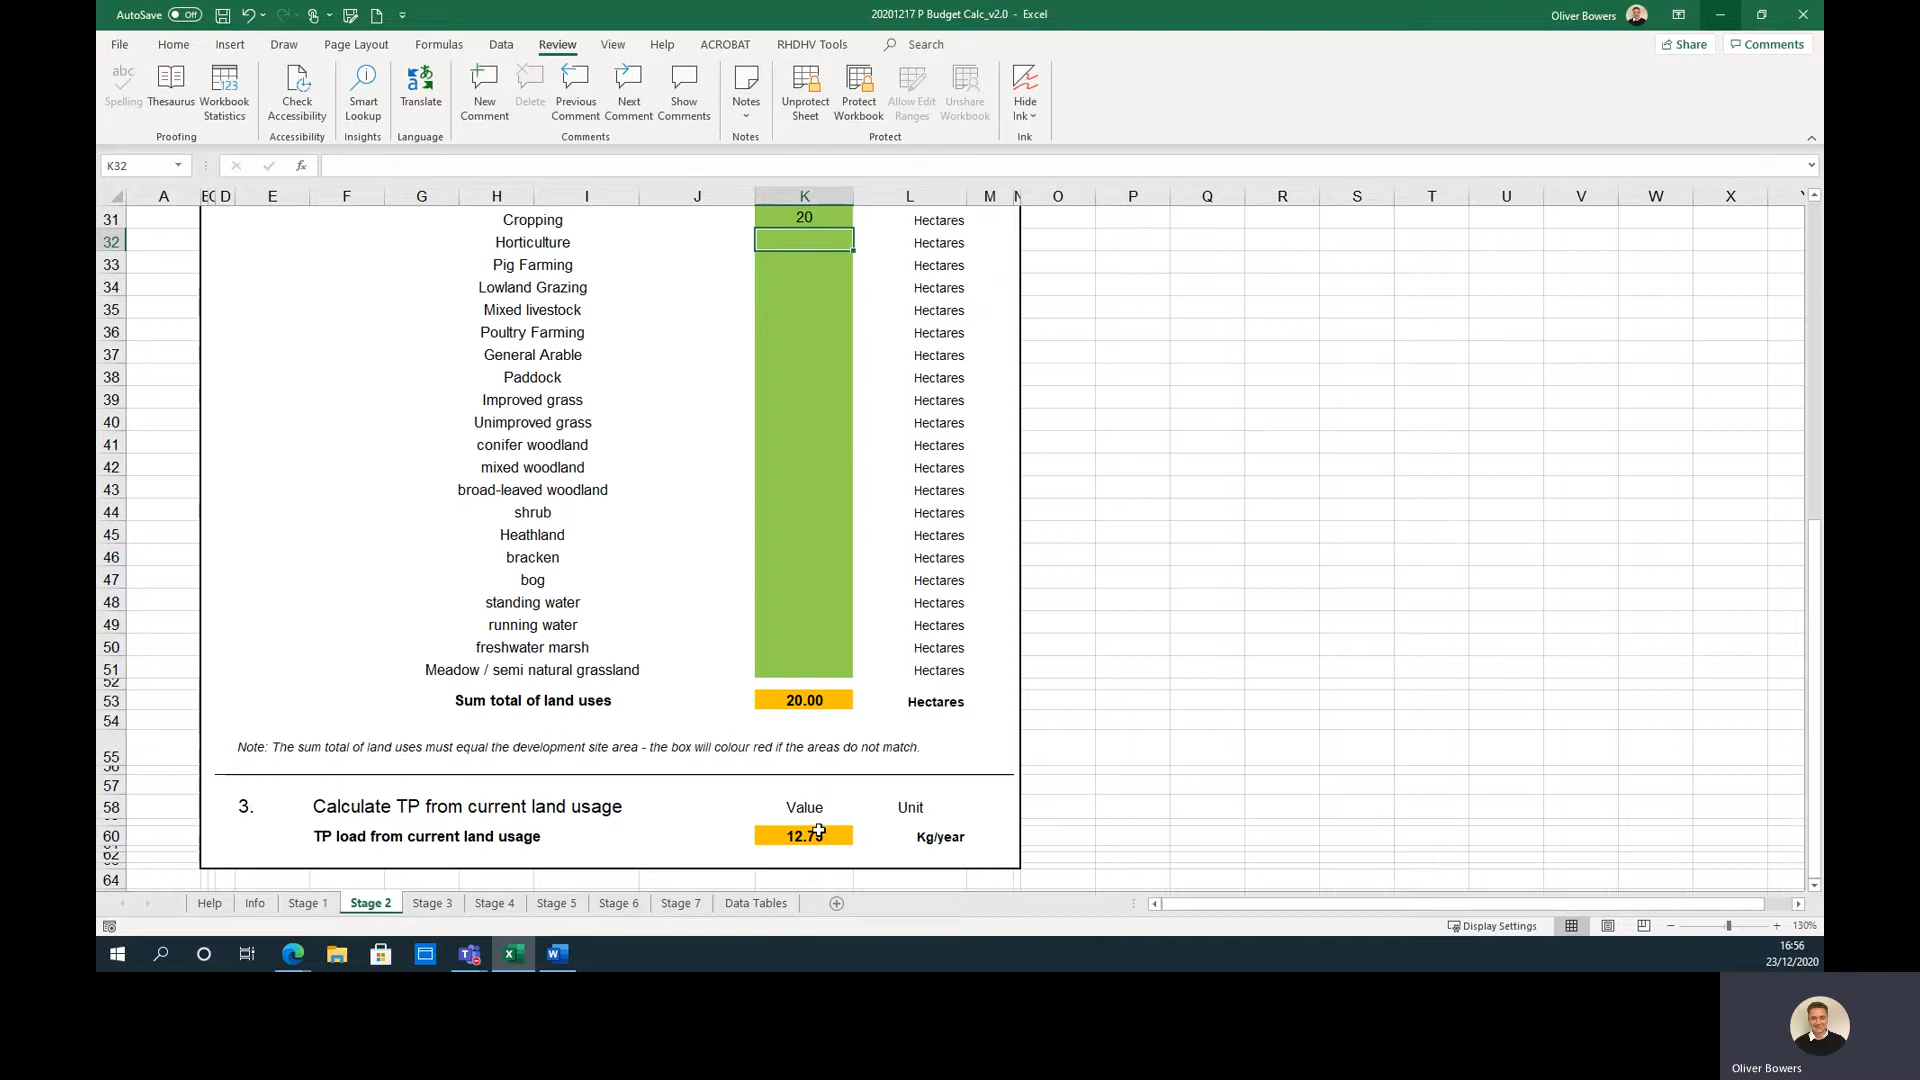 AutoSave Off 20201217 P Budget Calc_v2.0 - Excel Oliver Bowers
File Home Insert Draw Page Layout Formulas Data Review View Help ACROBAT RHDHV Tools Search Share Comments
abc 123
Spelling Thesaurus Workbook Statistics Check Accessibility Smart Lookup Translate New Comment Delete Previous Comment Next Comment Show Comments Notes Unprotect Sheet Protect Workbook Allow Edit Ranges Unshare Workbook Hide Ink
Proofing Accessibility Insights Language Comments Notes Protect Ink
K32 fx
A D E F G H I J K L M N O P Q R S T U V W X
31 Cropping 20 Hectares
32 Horticulture Hectares
33 Pig Farming Hectares
34 Lowland Grazing Hectares
35 Mixed livestock Hectares
36 Poultry Farming Hectares
37 General Arable Hectares
38 Paddock Hectares
39 Improved grass Hectares
40 Unimproved grass Hectares
41 conifer woodland Hectares
42 mixed woodland Hectares
43 broad-leaved woodland Hectares
44 shrub Hectares
45 Heathland Hectares
46 bracken Hectares
47 bog Hectares
48 standing water Hectares
49 running water Hectares
50 freshwater marsh Hectares
51 Meadow / semi natural grassland Hectares
52
53 Sum total of land uses 20.00 Hectares
54
55 Note: The sum total of land uses must equal the development site area - the box will colour red if the areas do not match.
57
58 3. Calculate TP from current land usage Value Unit
60 TP load from current land usage Kg/year
62
64
Help Info Stage 1 Stage 2 Stage 3 Stage 4 Stage 5 Stage 6 Stage 7 Data Tables
Display Settings 130%
16:56
23/12/2020
Oliver Bowers